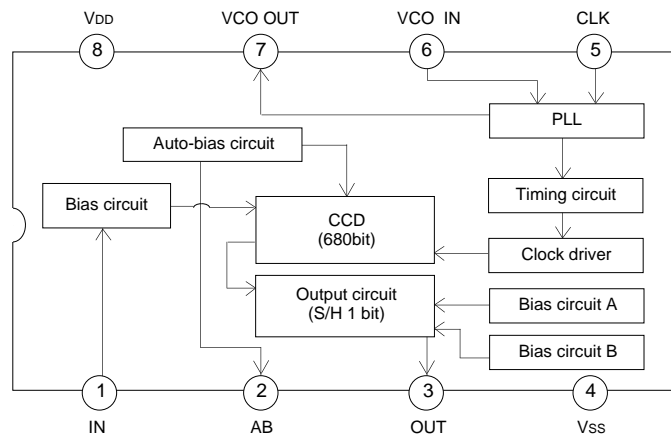 VDD
VCO OUT
VCO IN
CLK
8
7
6
5
PLL
Auto-bias circuit
Timing circuit
Bias circuit
CCD
(680bit)
Clock driver
Output circuit
(S/H 1 bit)
Bias circuit A
Bias circuit B
1
2
3
4
IN
AB
OUT
VSS